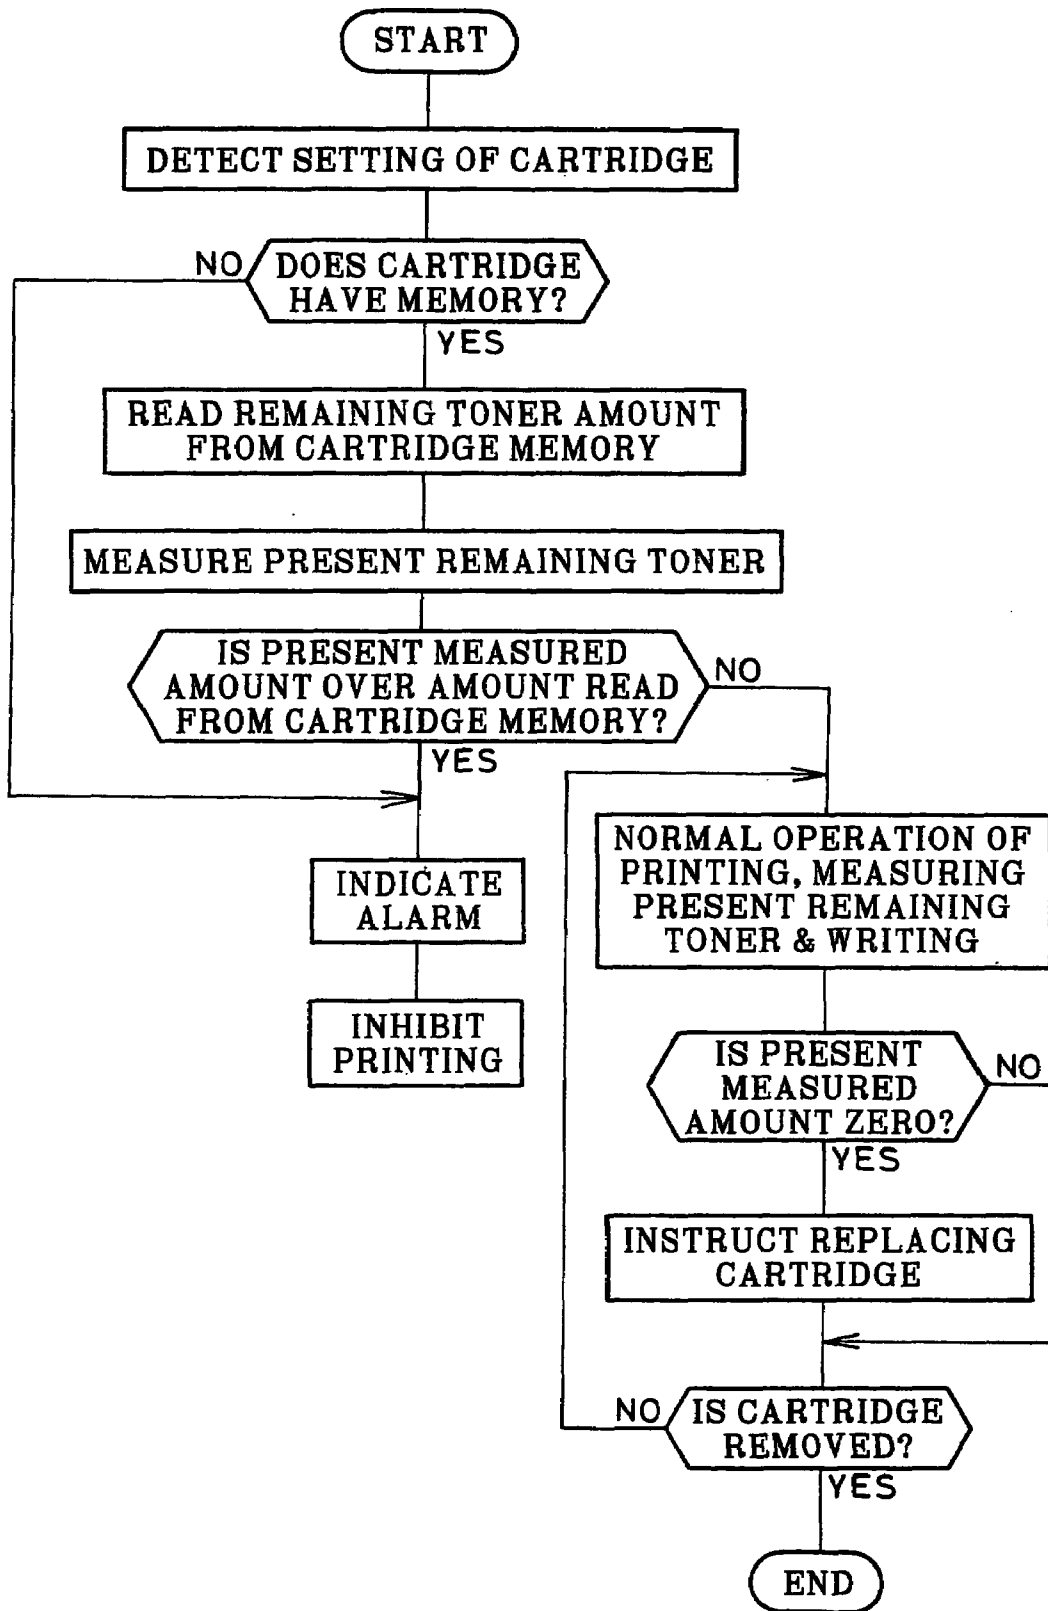 START
DETECT SETTING OF CARTRIDGE
NO
DOES CARTRIDGE
HAVE MEMORY?
YES
READ REMAINING TONER AMOUNT
FROM CARTRIDGE MEMORY
MEASURE PRESENT REMAINING TONER
IS PRESENT MEASURED
AMOUNT OVER AMOUNT READ
FROM CARTRIDGE MEMORY?
NO
YES
INDICATE
ALARM
INHIBIT
PRINTING
NORMAL OPERATION OF
PRINTING, MEASURING
PRESENT REMAINING
TONER & WRITING
IS PRESENT
MEASURED
AMOUNT ZERO?
NO
YES
INSTRUCT REPLACING
CARTRIDGE
NO
IS CARTRIDGE
REMOVED?
YES
END